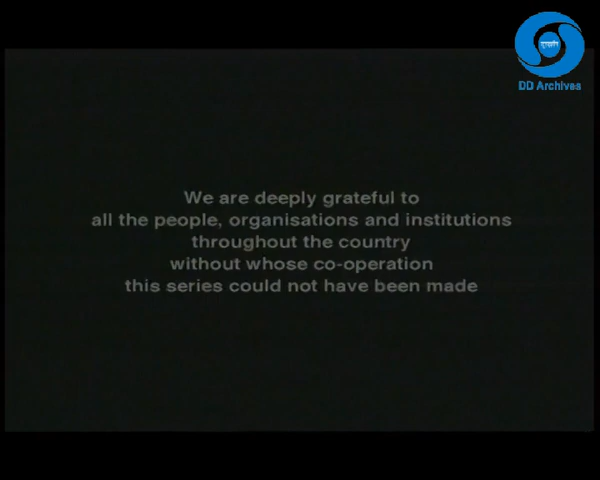 DD Archives
We are deeply grateful to
all the people, organisations and institutions
throughout the country
without whose co-operation
this series could not have been made